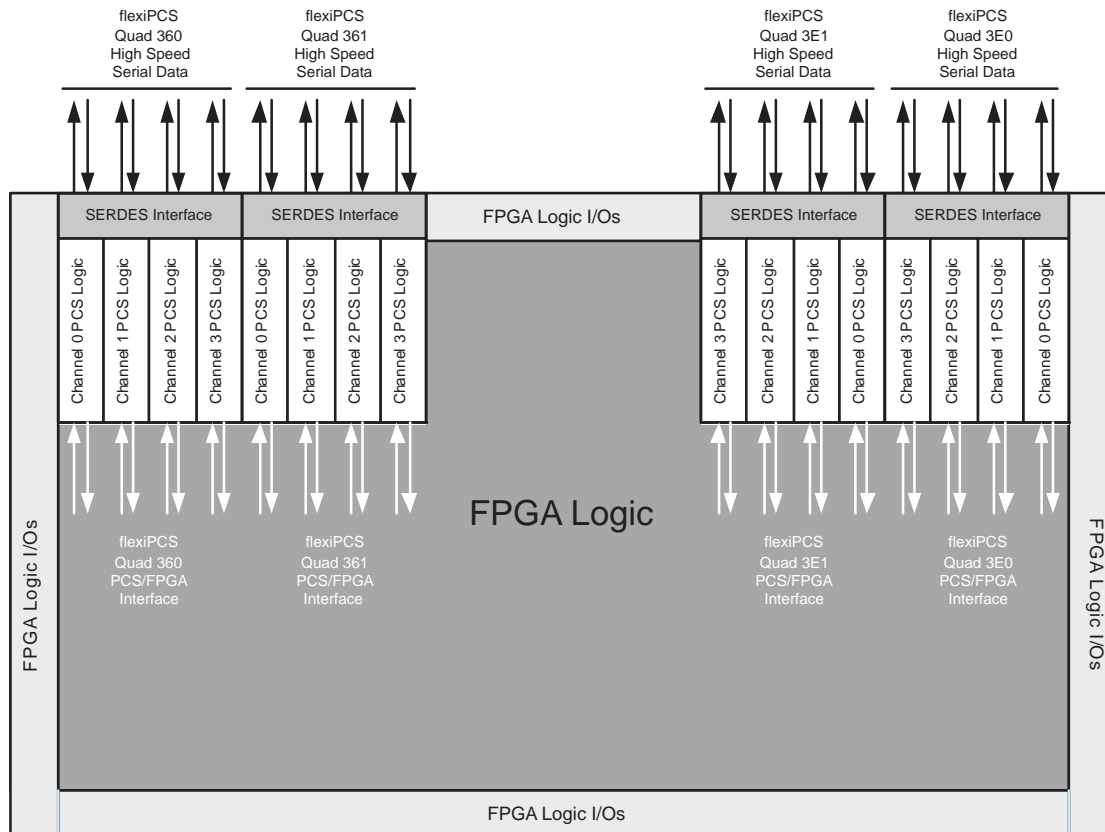 flexiPCS
Quad 360
High Speed
Serial Data
flexiPCS
Quad 361
High Speed
Serial Data
flexiPCS
Quad 3E1
High Speed
Serial Data
flexiPCS
Quad 3E0
High Speed
Serial Data
SERDES Interface
SERDES Interface
FPGA Logic I/Os
SERDES Interface
SERDES Interface
Channel 0 PCS Logic
Channel 1 PCS Logic
Channel 2 PCS Logic
Channel 3 PCS Logic
Channel 0 PCS Logic
Channel 1 PCS Logic
Channel 2 PCS Logic
Channel 3 PCS Logic
Channel 3 PCS Logic
Channel 2 PCS Logic
Channel 1 PCS Logic
Channel 0 PCS Logic
Channel 3 PCS Logic
Channel 2 PCS Logic
Channel 1 PCS Logic
Channel 0 PCS Logic
FPGA Logic
flexiPCS
Quad 360
PCS/FPGA
Interface
flexiPCS
Quad 361
PCS/FPGA
Interface
flexiPCS
Quad 3E1
PCS/FPGA
Interface
flexiPCS
Quad 3E0
PCS/FPGA
Interface
FPGA Logic I/Os
FPGA Logic I/Os
FPGA Logic I/Os